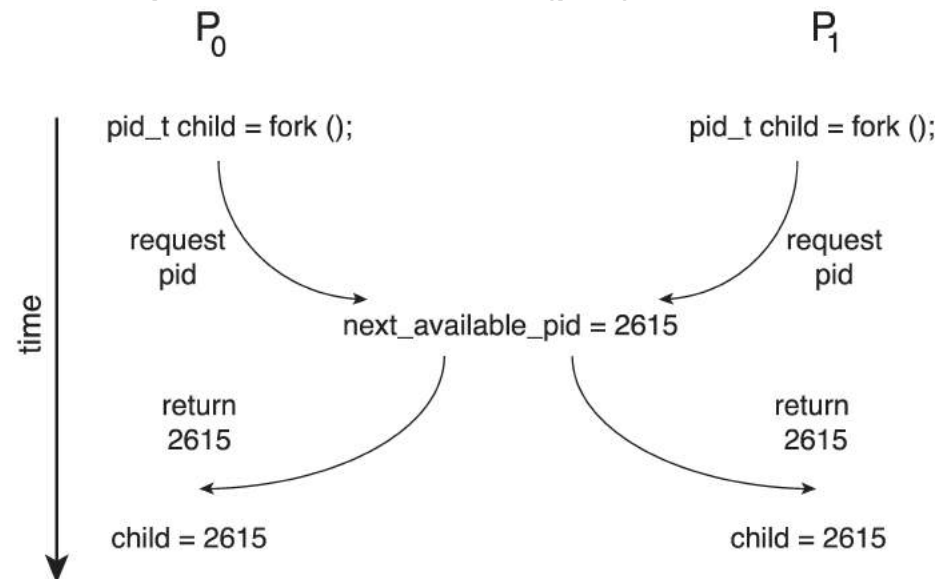 P0 P1
pid_t child = fork (); pid_t child = fork ();
request request
pid pid
time
next_available_pid = 2615
return return
2615 2615
child = 2615 child = 2615